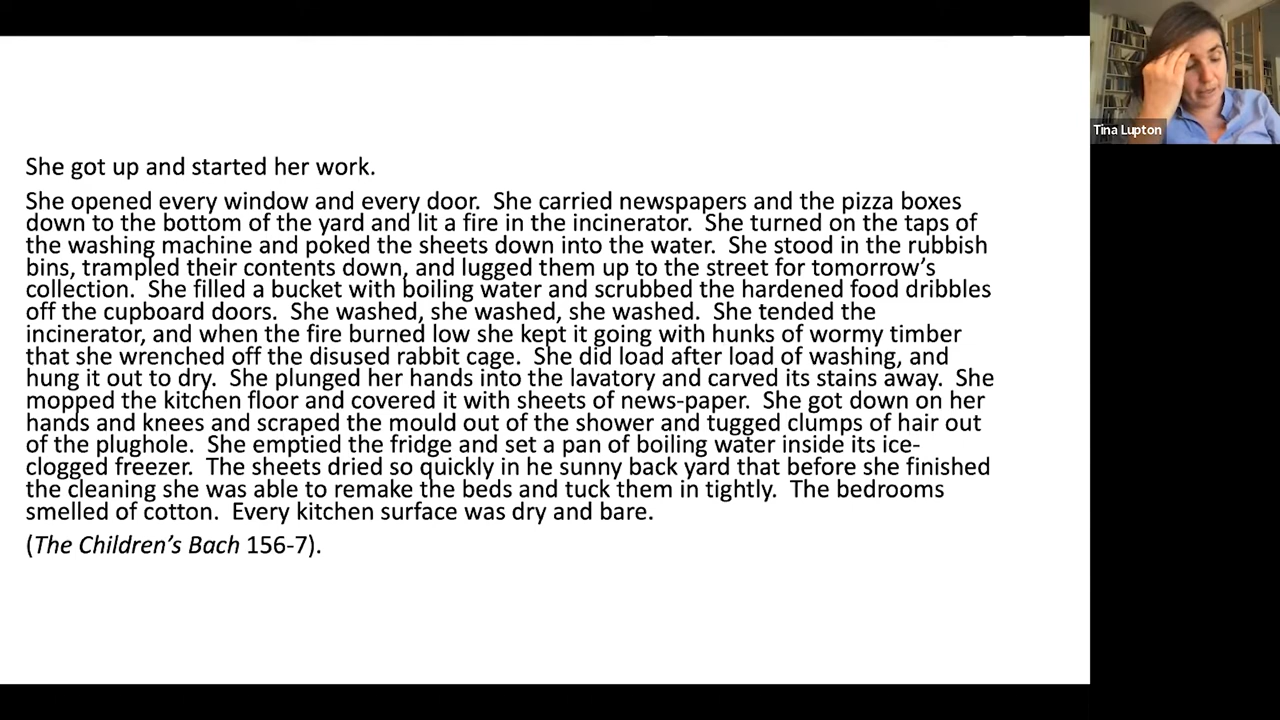 She got up and started her work.
She opened every window and every door.  She carried newspapers and the pizza boxes
down to the bottom of the yard and lit a fire in the incinerator.  She turned on the taps of
the washing machine and poked the sheets down into the water.  She stood in the rubbish
bins, trampled their contents down, and lugged them up to the street for tomorrow's
collection.  She filled a bucket with boiling water and scrubbed the hardened food dribbles
off the cupboard doors.  She washed, she washed, she washed.  She tended the
incinerator, and when the fire burned low she kept it going with hunks of wormy timber
that she wrenched off the disused rabbit cage.  She did load after load of washing, and
hung it out to dry.  She plunged her hands into the lavatory and carved its stains away.  She
mopped the kitchen floor and covered it with sheets of news-paper.  She got down on her
hands and knees and scraped the mould out of the shower and tugged clumps of hair out
of the plughole.  She emptied the fridge and set a pan of boiling water inside its ice-
clogged freezer.  The sheets dried so quickly in he sunny back yard that before she finished
the cleaning she was able to remake the beds and tuck them in tightly.  The bedrooms
smelled of cotton.  Every kitchen surface was dry and bare.
(The Children's Bach 156-7).
Tina Lupton